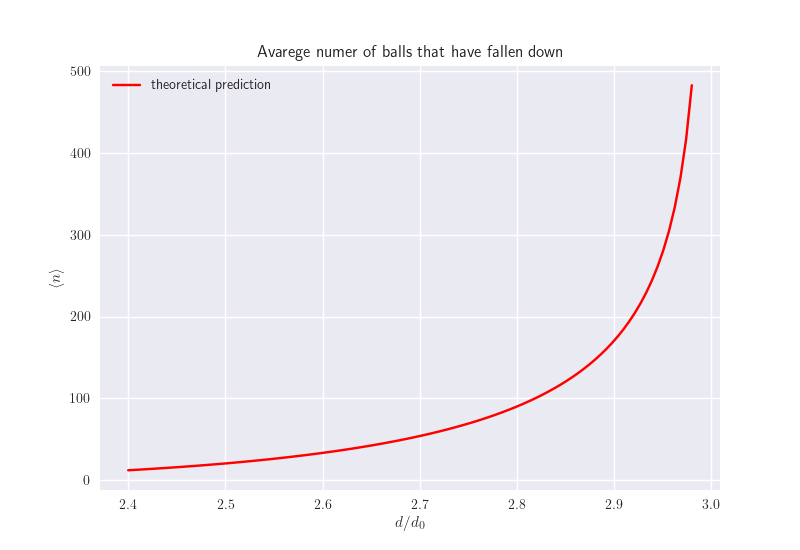 Avarege numer of balls that have fallen down
theoretical prediction
500
400
300
200
100
0
⟨n⟩
2.4 2.5 2.6 2.7 2.8 2.9 3.0
d/d₀